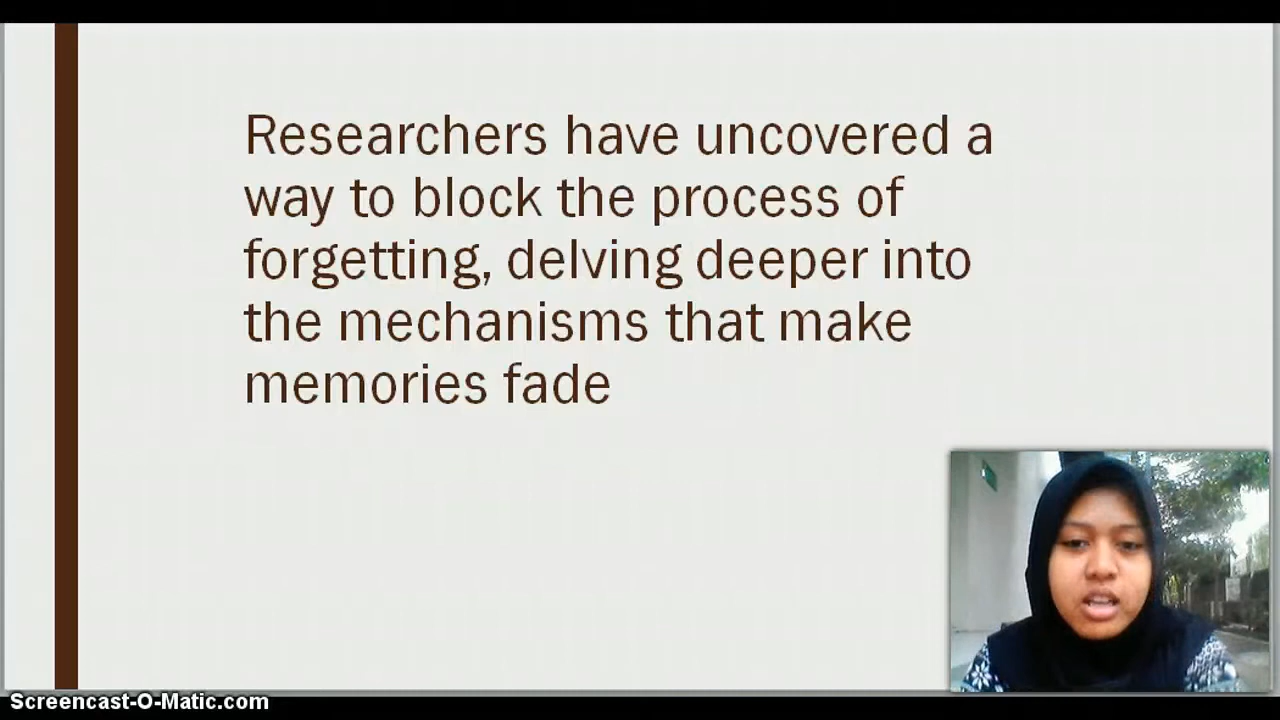 Researchers have uncovered a
way to block the process of
forgetting, delving deeper into
the mechanisms that make
memories fade
Screencast-O-Matic.com